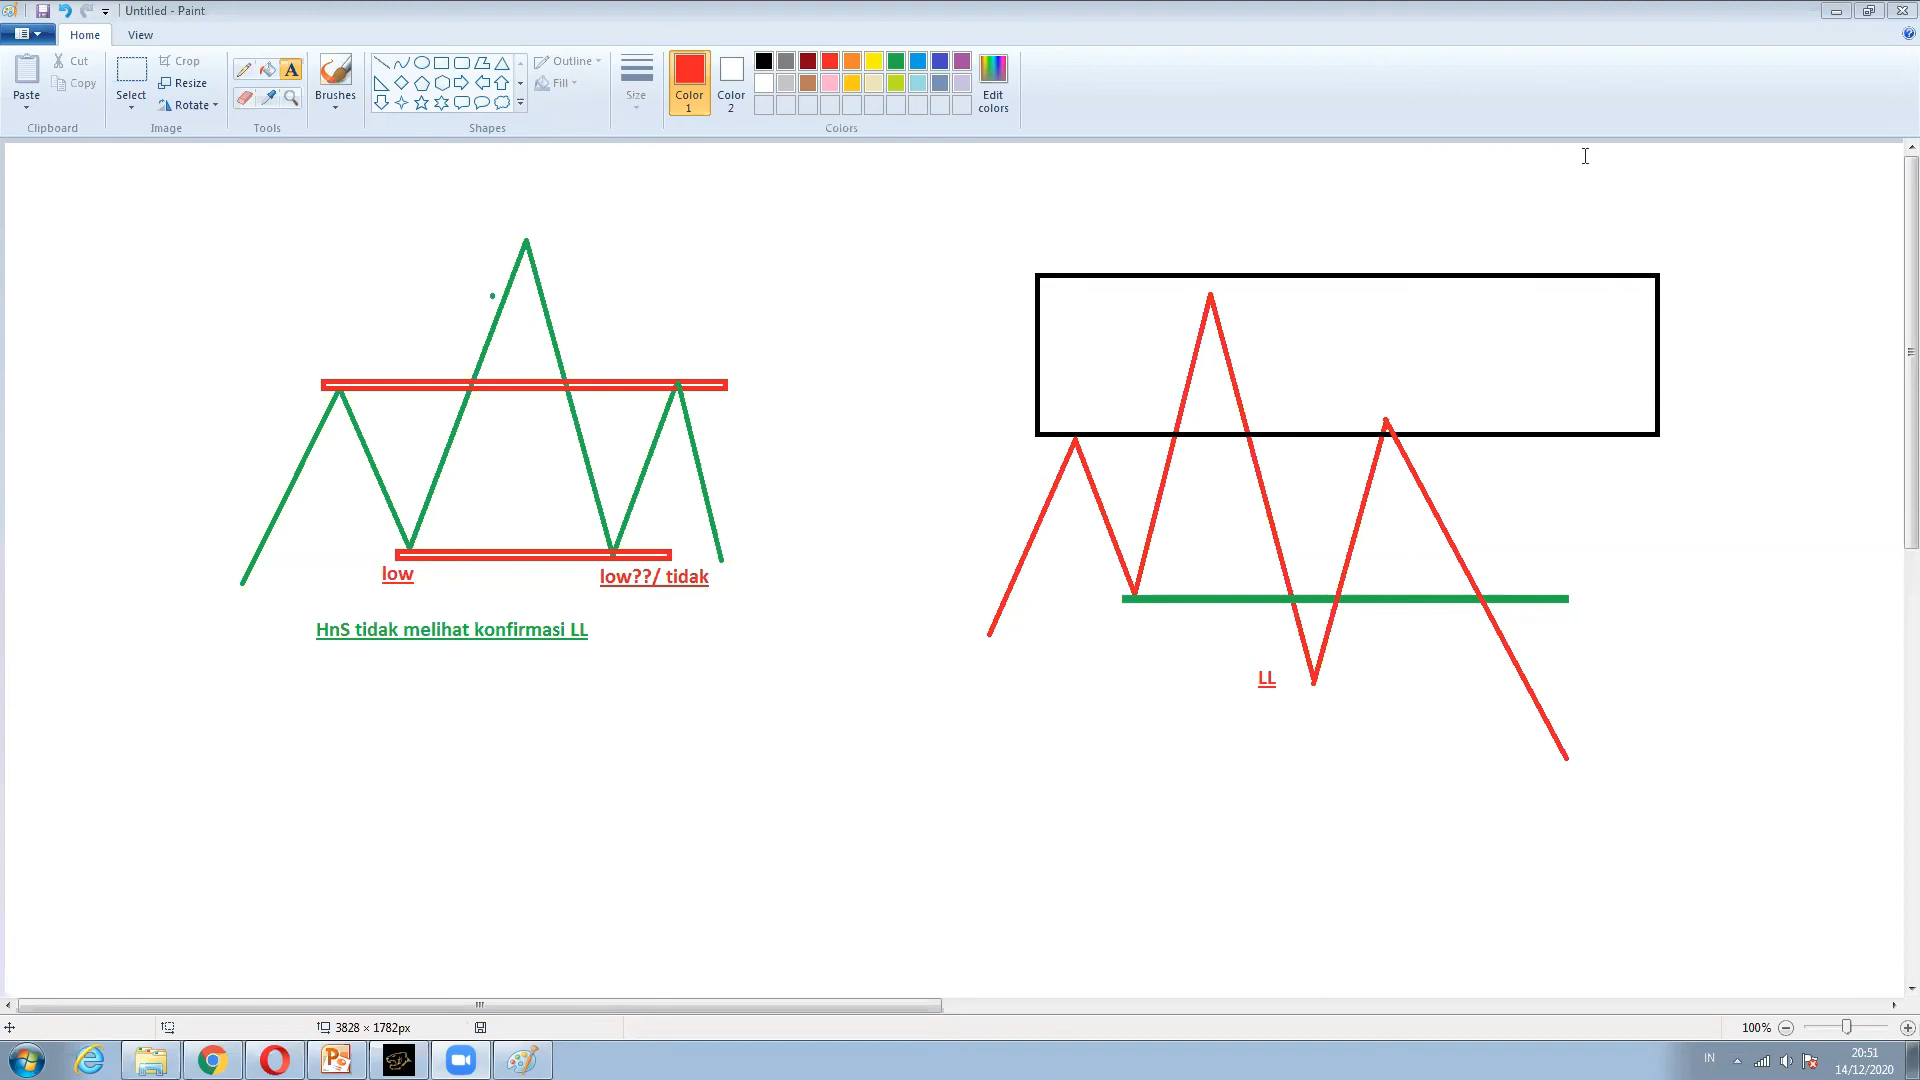 Untitled - Paint
Home View
Paste
Cut
Copy
Clipboard
Select
Crop
Resize
Rotate
Image
A
Tools
Brushes
Outline
Fill
Shapes
Size
Color 1
Color 2
Edit colors
Colors
low
low??/ tidak
HnS tidak melihat konfirmasi LL
LL
3828 × 1782px
100%
IN
20:51
14/12/2020